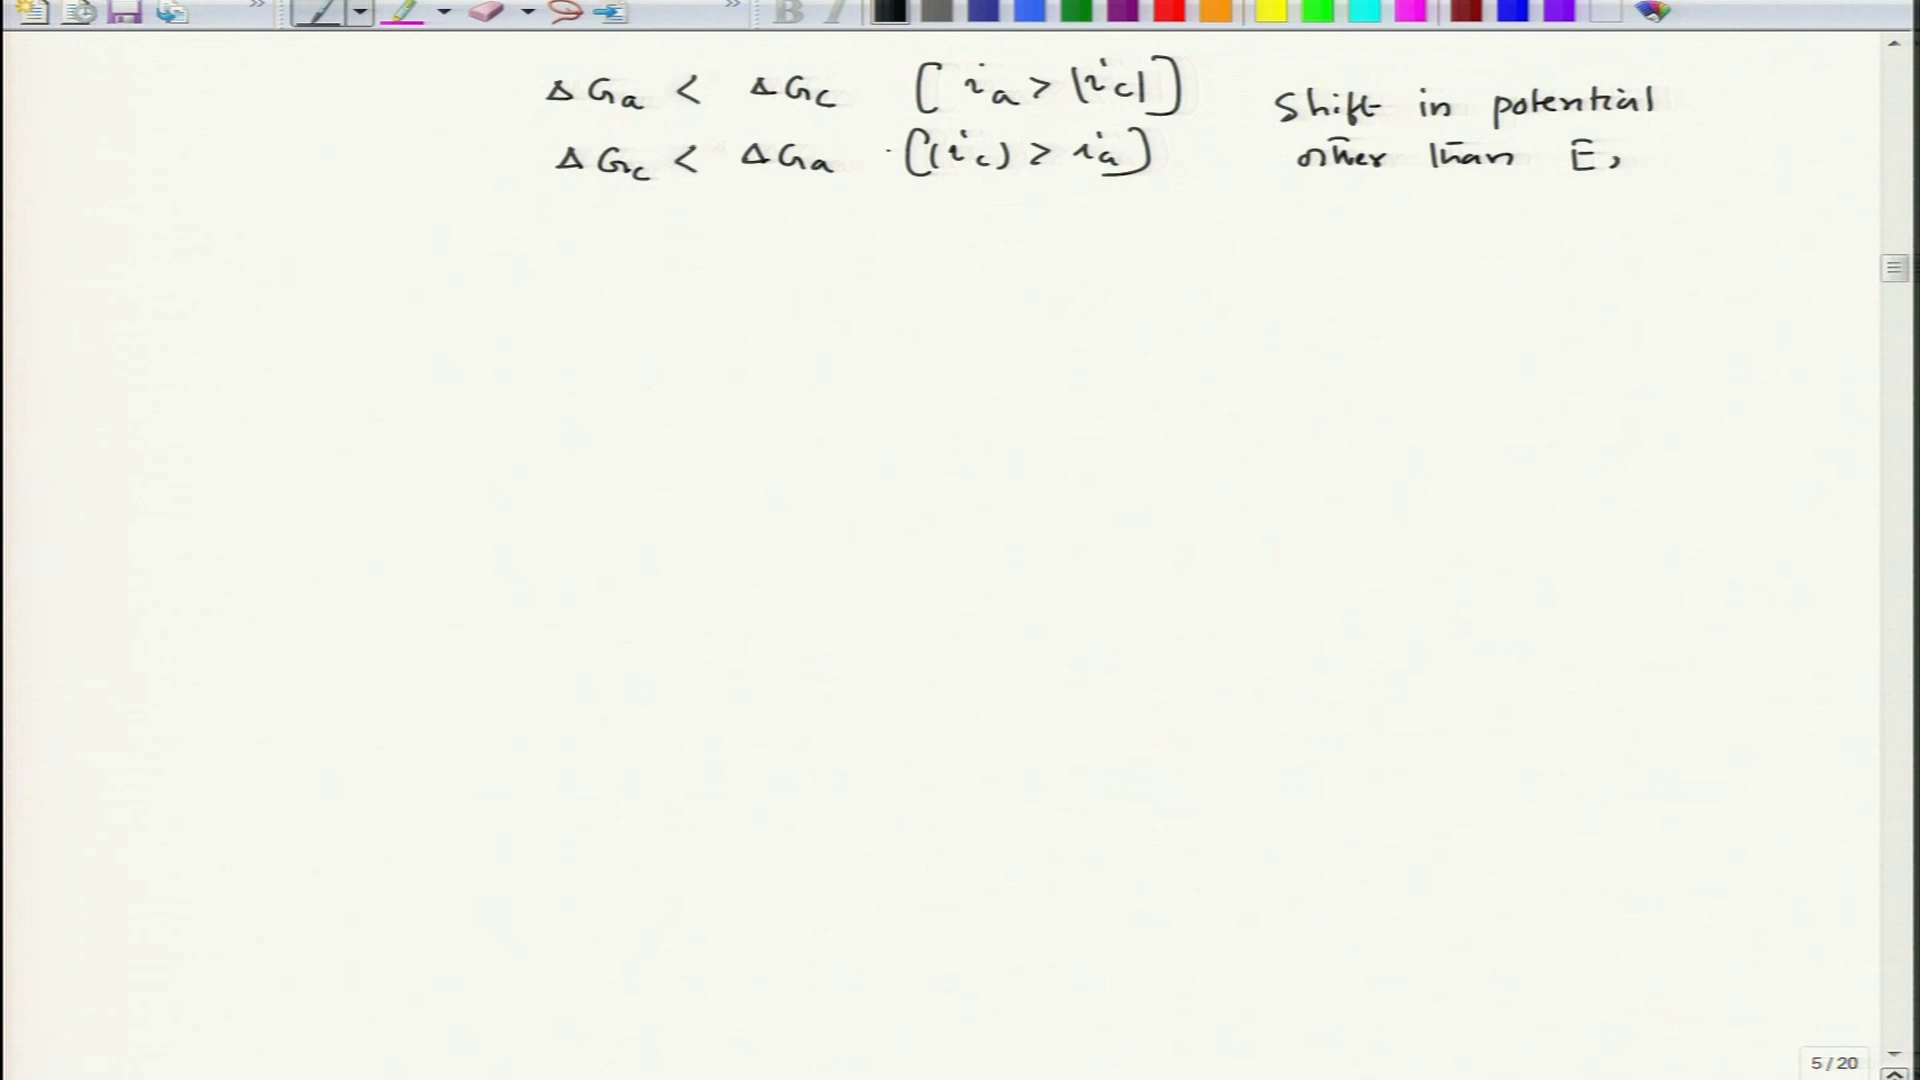 ΔGa < ΔGc [ia > |ic|] Shift in potential
ΔGc < ΔGa [(ic) > ia] other than E,
5 / 20